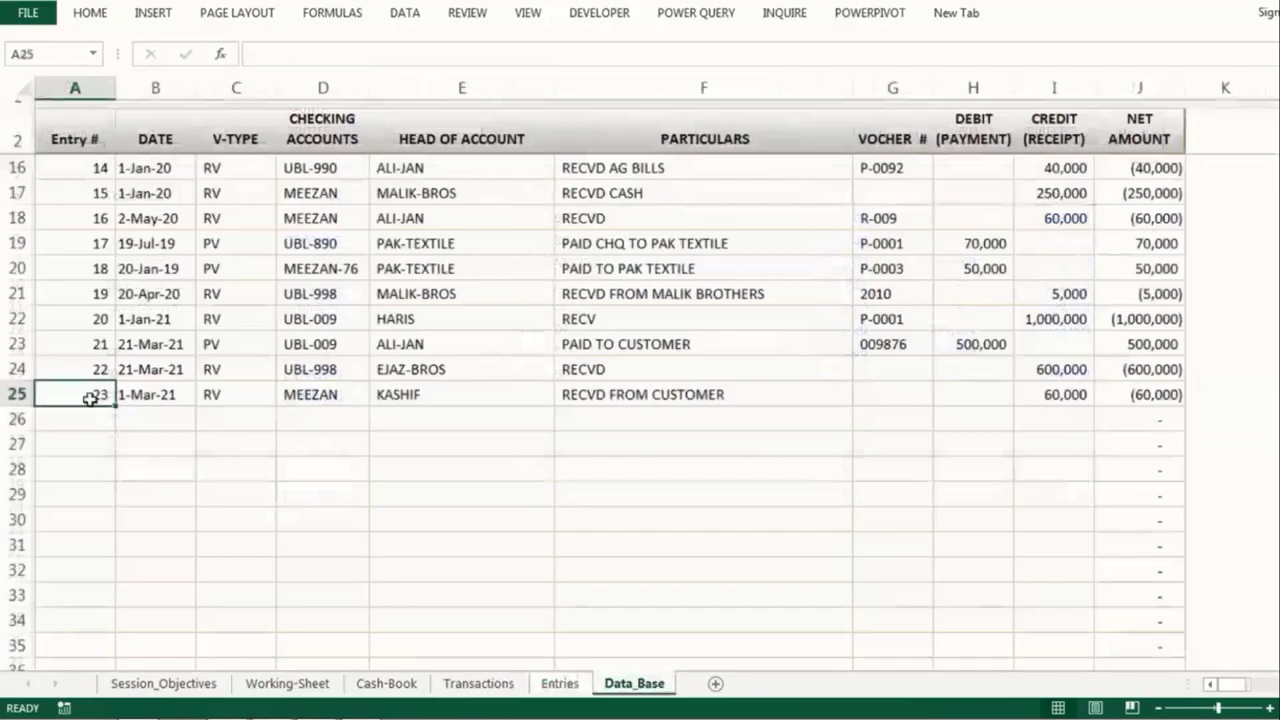 FILE HOME INSERT PAGE LAYOUT FORMULAS DATA REVIEW VIEW DEVELOPER POWER QUERY INQUIRE POWERPIVOT New Tab Sign
A25 fx
A B C D E F G H I J K
CHECKING DEBIT CREDIT NET
2 Entry # DATE V-TYPE ACCOUNTS HEAD OF ACCOUNT PARTICULARS VOCHER # (PAYMENT) (RECEIPT) AMOUNT
16 14 1-Jan-20 RV UBL-990 ALI-JAN RECVD AG BILLS P-0092 40,000 (40,000)
17 15 1-Jan-20 RV MEEZAN MALIK-BROS RECVD CASH 250,000 (250,000)
18 16 2-May-20 RV MEEZAN ALI-JAN RECVD R-009 60,000 (60,000)
19 17 19-Jul-19 PV UBL-890 PAK-TEXTILE PAID CHQ TO PAK TEXTILE P-0001 70,000 70,000
20 18 20-Jan-19 PV MEEZAN-76 PAK-TEXTILE PAID TO PAK TEXTILE P-0003 50,000 50,000
21 19 20-Apr-20 RV UBL-998 MALIK-BROS RECVD FROM MALIK BROTHERS 2010 5,000 (5,000)
22 20 1-Jan-21 RV UBL-009 HARIS RECV P-0001 1,000,000 (1,000,000)
23 21 21-Mar-21 PV UBL-009 ALI-JAN PAID TO CUSTOMER 009876 500,000 500,000
24 22 21-Mar-21 RV UBL-998 EJAZ-BROS RECVD 600,000 (600,000)
25 23 1-Mar-21 RV MEEZAN KASHIF RECVD FROM CUSTOMER 60,000 (60,000)
26 -
27 -
28 -
29 -
30 -
31 -
32 -
33 -
34 -
35 -
Session_Objectives Working-Sheet Cash-Book Transactions Entries Data_Base
READY